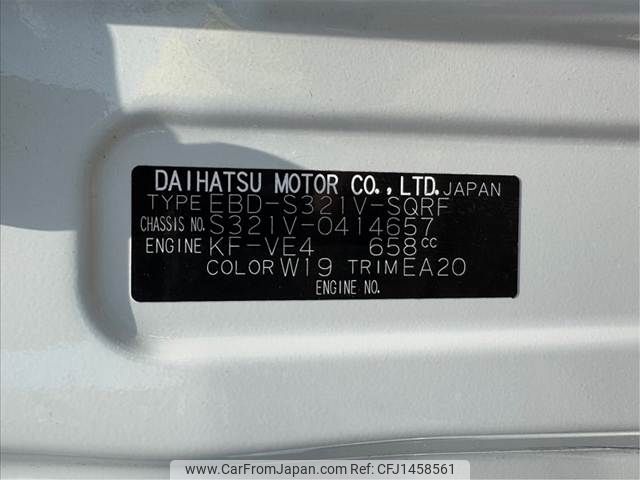 DAIHATSU MOTOR CO.,LTD. JAPAN
TYPE EBD-S321V-SQRF
CHASSIS NO. S321V-0414657
ENGINE KF-VE4 658cc
COLOR W19 TRIM EA20
ENGINE NO.
www.CarFromJapan.com | CFJ1458561